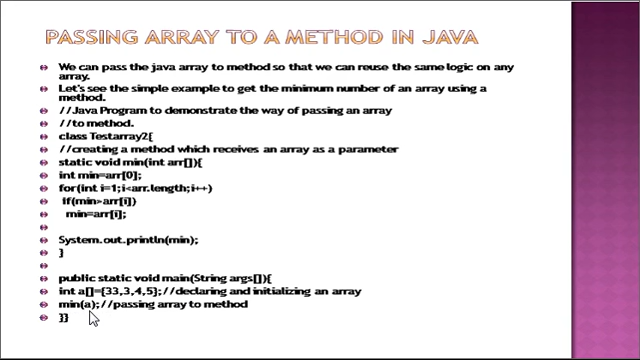 PASSING ARRAY TO A METHOD IN JAVA
We can pass the java array to method so that we can reuse the same logic on any
array.
Let's see the simple example to get the minimum number of an array using a
method.
//Java Program to demonstrate the way of passing an array
//to method.
class Testarray2{
//creating a method which receives an array as a parameter
static void min(int arr[]){
int min=arr[0];
for(int i=1;i<arr.length;i++)
if(min>arr[i])
min=arr[i];
System.out.println(min);
}
public static void main(String args[]){
int a[]={33,3,4,5};//declaring and initializing an array
min(a);//passing array to method
}}